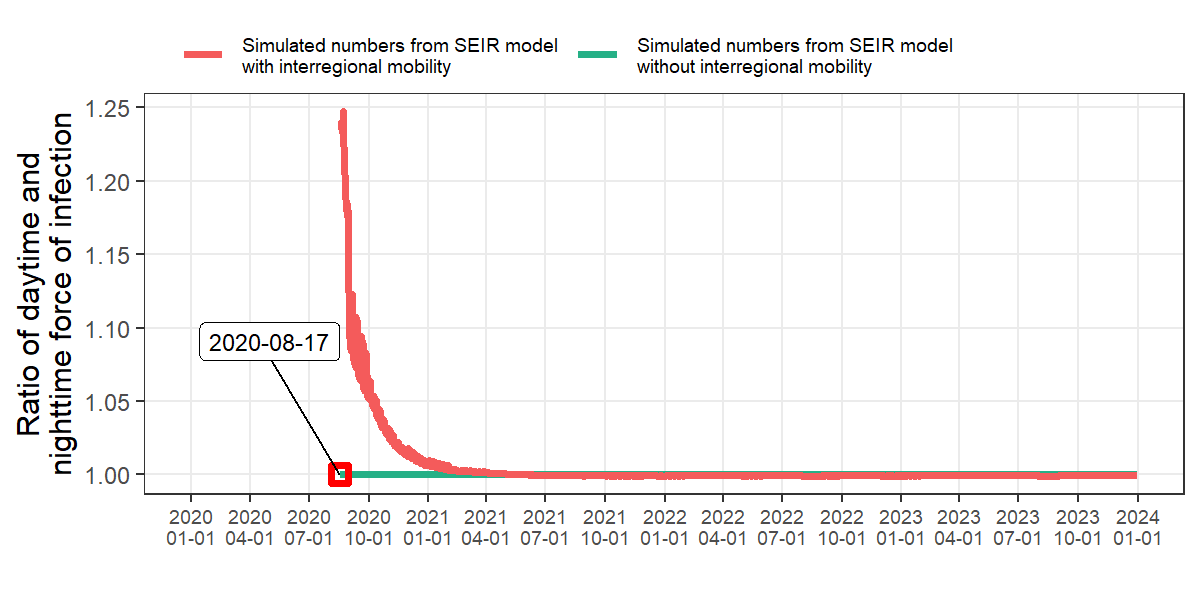 Simulated numbers from SEIR model
with interregional mobility
Simulated numbers from SEIR model
without interregional mobility
Ratio of daytime and
nighttime force of infection
1.25
1.20
1.15
1.10
1.05
1.00
2020-08-17
2020 2020 2020 2020 2021 2021 2021 2021 2022 2022 2022 2022 2023 2023 2023 2023 2024
01-01 04-01 07-01 10-01 01-01 04-01 07-01 10-01 01-01 04-01 07-01 10-01 01-01 04-01 07-01 10-01 01-01